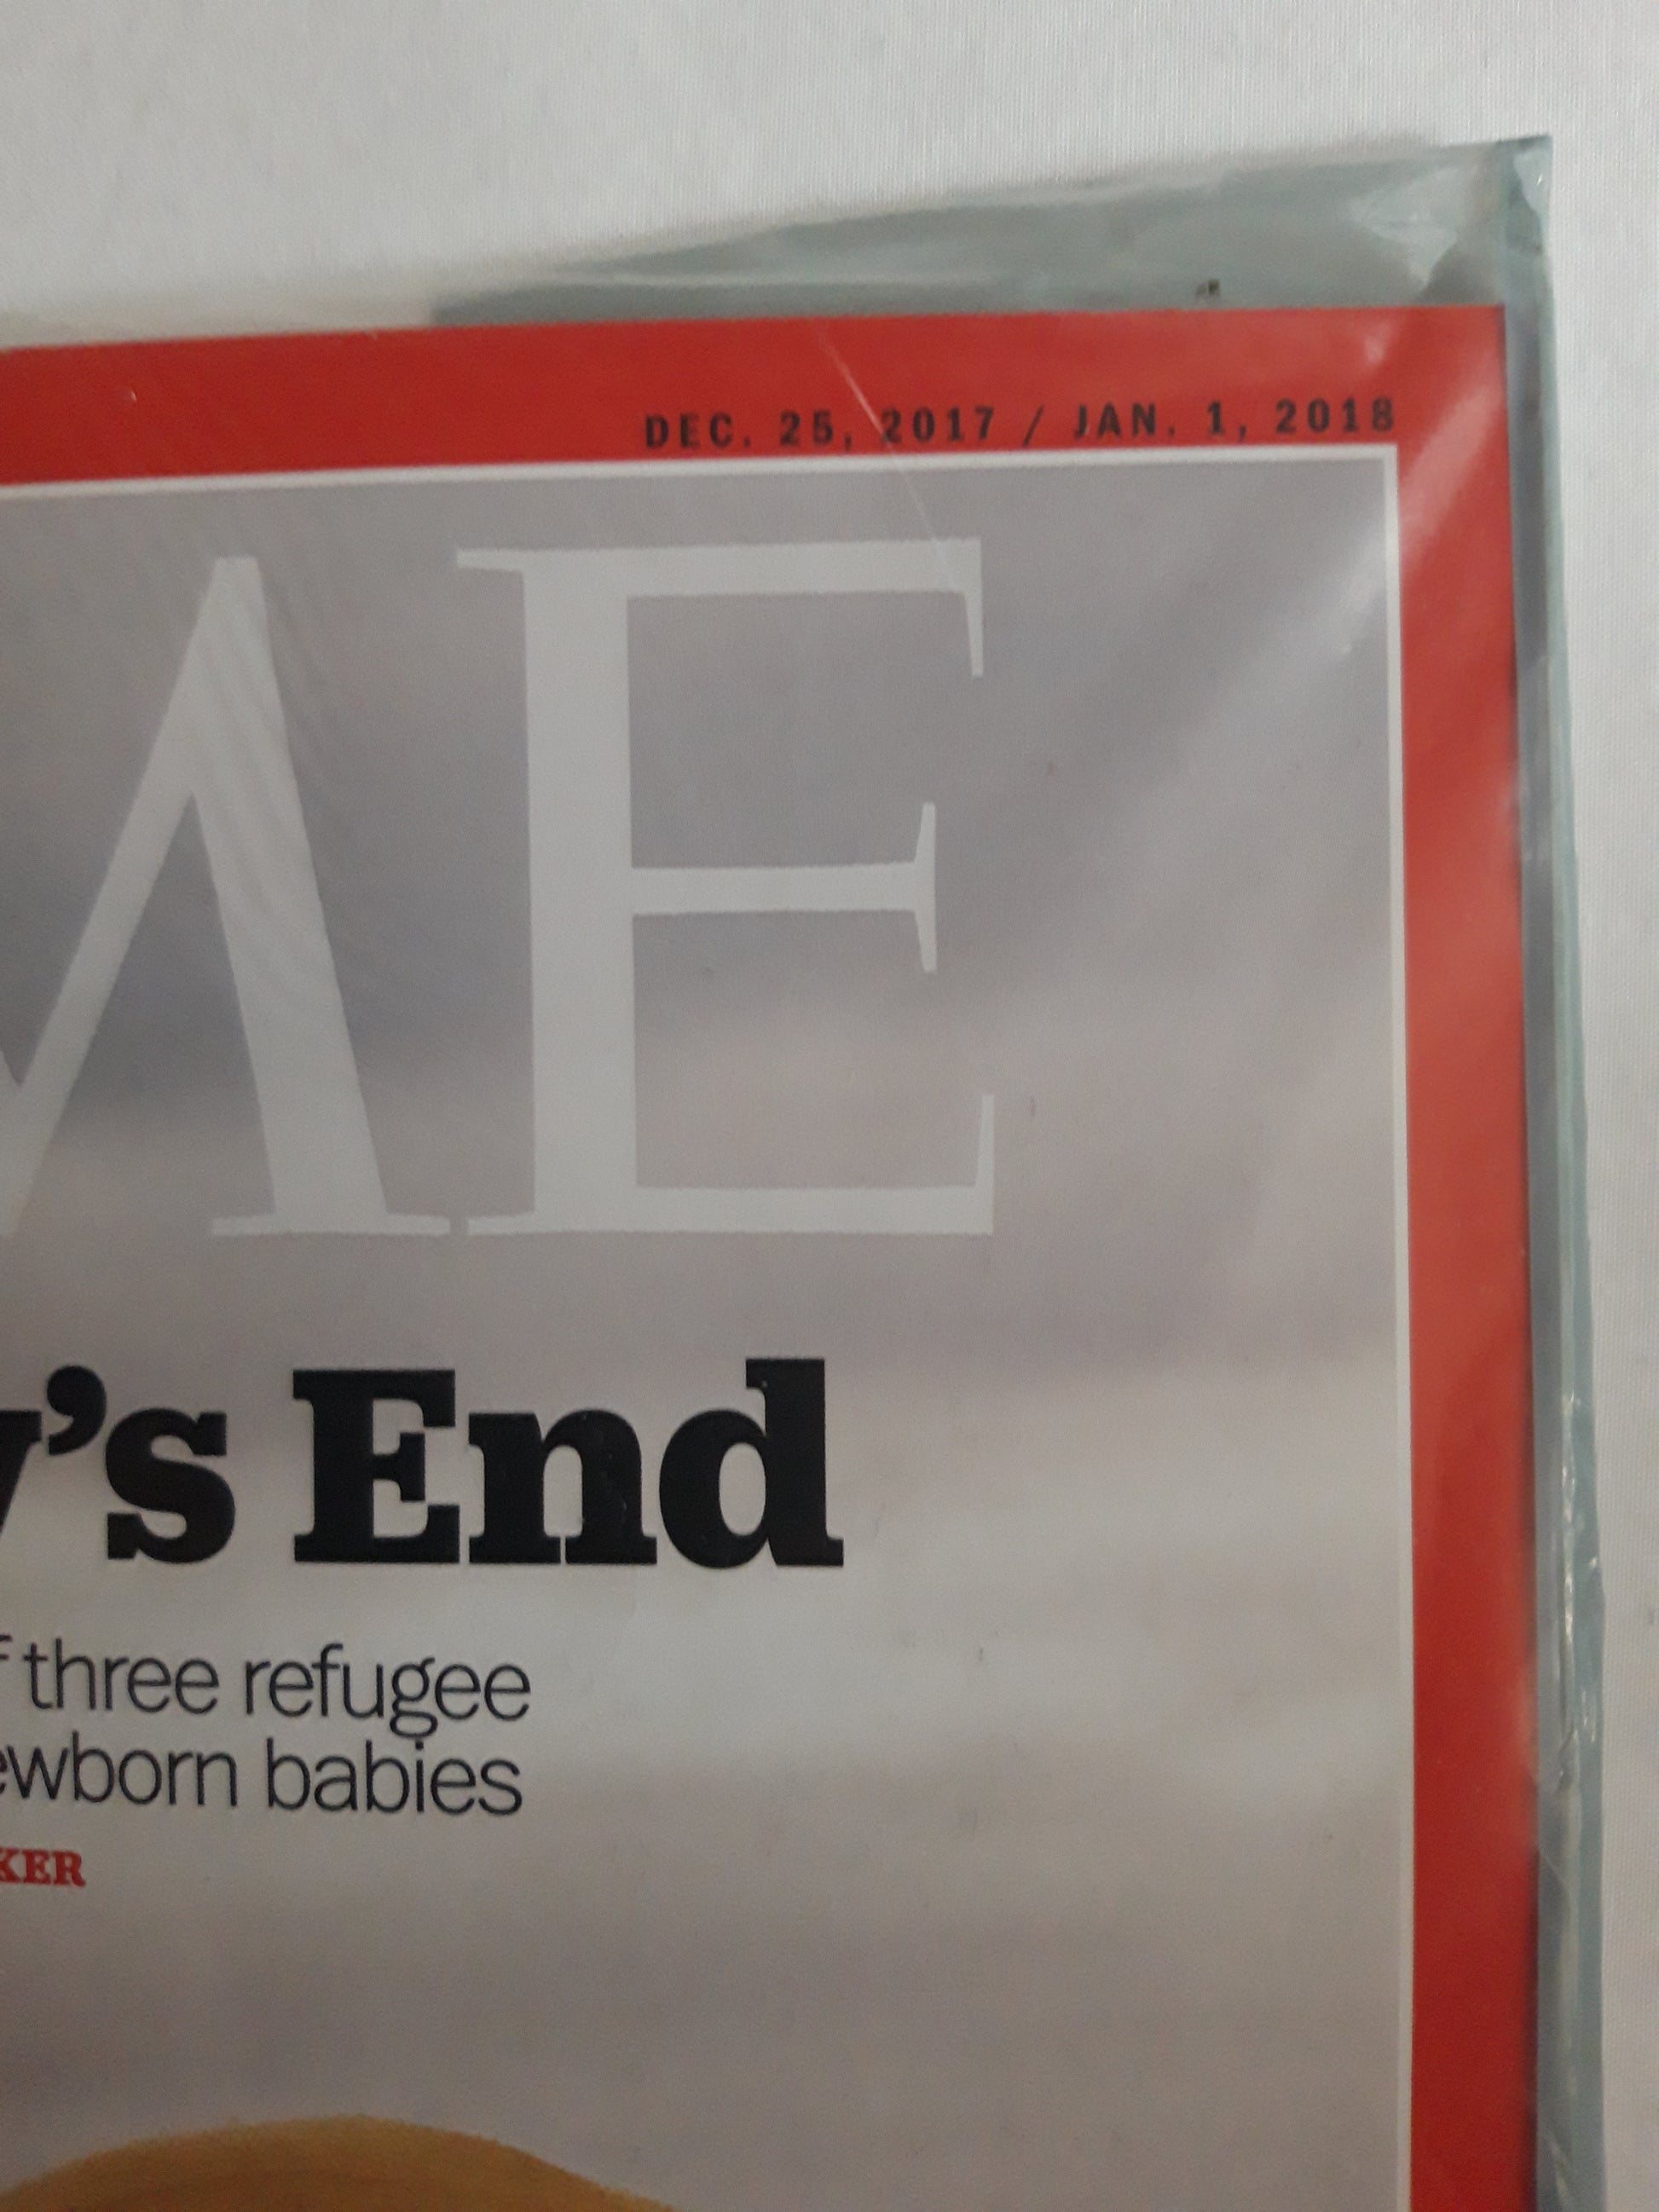 DEC. 25, 2017 / JAN. 1, 2018
ME
y's End
f three refugee
ewborn babies
KER